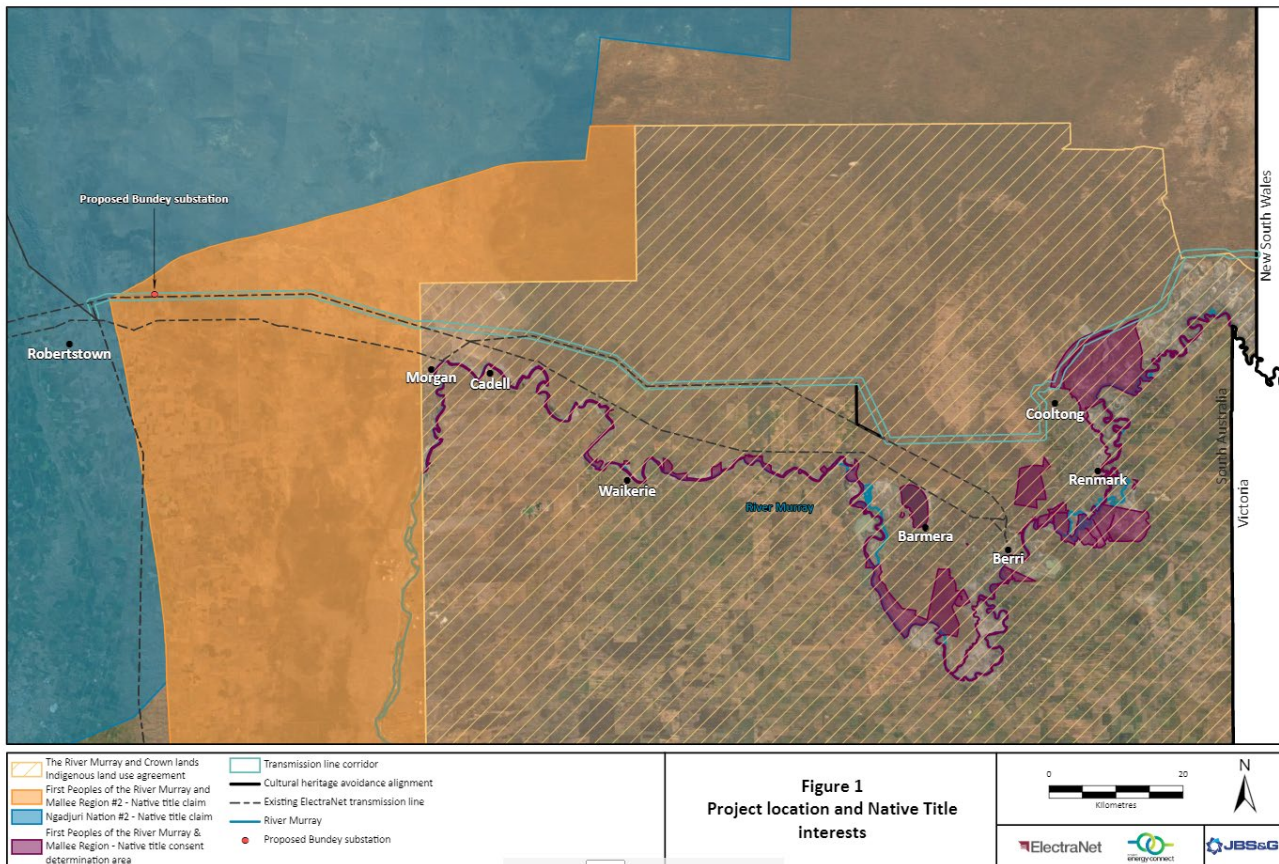 Proposed Bundey substation
New South Wales
Robertstown
Morgan
Cadell
Cooltong
Waikerie
River Murray
Renmark
South Australia
Victoria
Barmera
Berri
The River Murray and Crown lands
Indigenous land use agreement
First Peoples of the River Murray and
Mallee Region #2 - Native title claim
Ngadjuri Nation #2 - Native title claim
First Peoples of the River Murray &
Mallee Region - Native title consent
determination area
Transmission line corridor
Cultural heritage avoidance alignment
Existing ElectraNet transmission line
River Murray
Proposed Bundey substation
Figure 1
Project location and Native Title
interests
0 20
Kilometres
N
ElectraNet
energyconnect
JBS&G